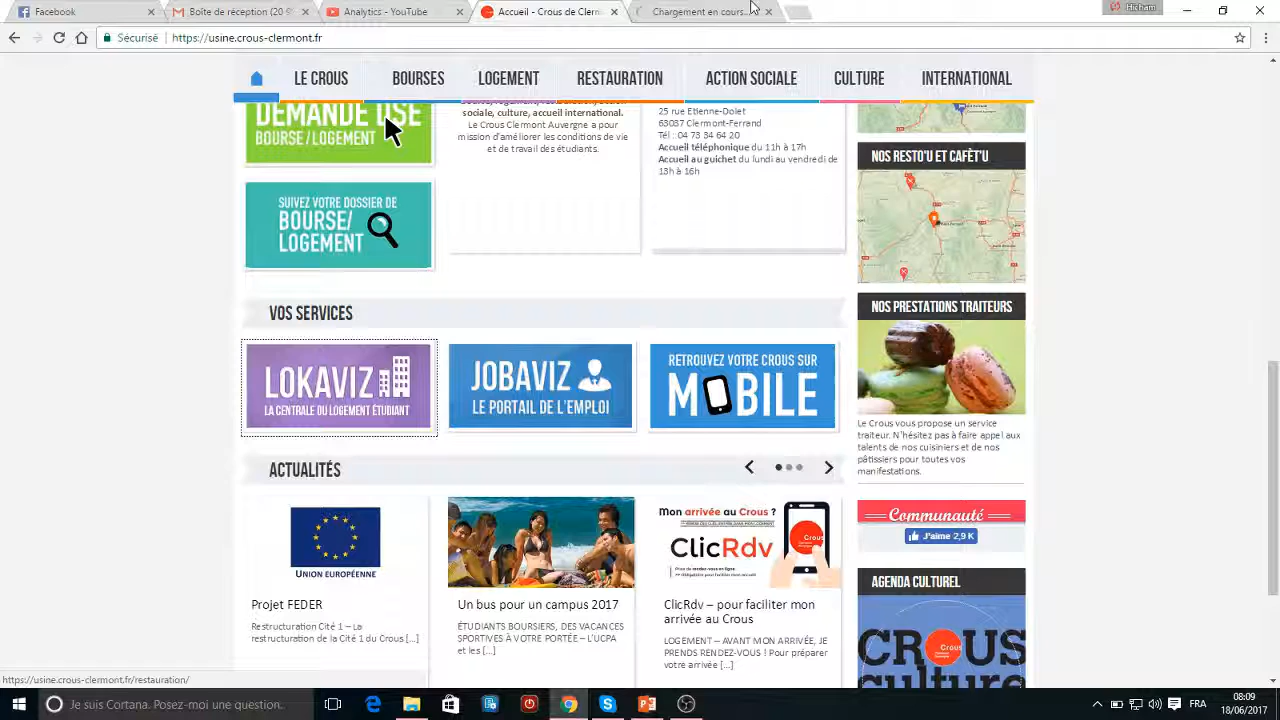 Facebook
Gmail
Boîte de réception (20
Analytics - YouTube
Accueil - Crous de Clerm
Chargement en cours...
Hicham
Sécurisé
https://usine.crous-clermont.fr
LE CROUS
BOURSES
LOGEMENT
RESTAURATION
ACTION SOCIALE
CULTURE
INTERNATIONAL
DEMANDE DSE
BOURSE/LOGEMENT
SUIVEZ VOTRE DOSSIER DE
BOURSE/
LOGEMENT
sociale, culture, accueil international.
Le Crous Clermont Auvergne a pour
mission d'améliorer les conditions de vie
et de travail des étudiants.
25 rue Etienne-Dolet
63037 Clermont-Ferrand
Tél : 04 73 34 64 20
Accueil téléphonique du 11h à 17h
Accueil au guichet du lundi au vendredi de
13h à 16h
NOS RESTO'U ET CAFÈT'U
NOS PRESTATIONS TRAITEURS
Le Crous vous propose un service
traiteur. N'hésitez pas à faire appel aux
talents de nos cuisiniers et de nos
pâtissiers pour toutes vos
manifestations.
Communauté
J'aime 2,9 K
AGENDA CULTUREL
CROUS
Crous
culture
VOS SERVICES
LOKAVIZ
LA CENTRALE DU LOGEMENT ÉTUDIANT
JOBAVIZ
LE PORTAIL DE L'EMPLOI
RETROUVEZ VOTRE CROUS SUR
MOBILE
ACTUALITÉS
UNION EUROPÉENNE
Projet FEDER
Restructuration Cité 1 – La
restructuration de la Cité 1 du Crous [...]
Un bus pour un campus 2017
ÉTUDIANTS BOURSIERS, DES VACANCES
SPORTIVES À VOTRE PORTÉE – L'UCPA
et les [...]
Mon arrivée au Crous ?
ClicRdv
Crous
ClicRdv – pour faciliter mon
arrivée au Crous
LOGEMENT – AVANT MON ARRIVÉE, JE
PRENDS RENDEZ-VOUS ! Pour préparer
votre arrivée [...]
https://usine.crous-clermont.fr/restauration/
Je suis Cortana. Posez-moi une question.
FRA
08:09
18/06/2017